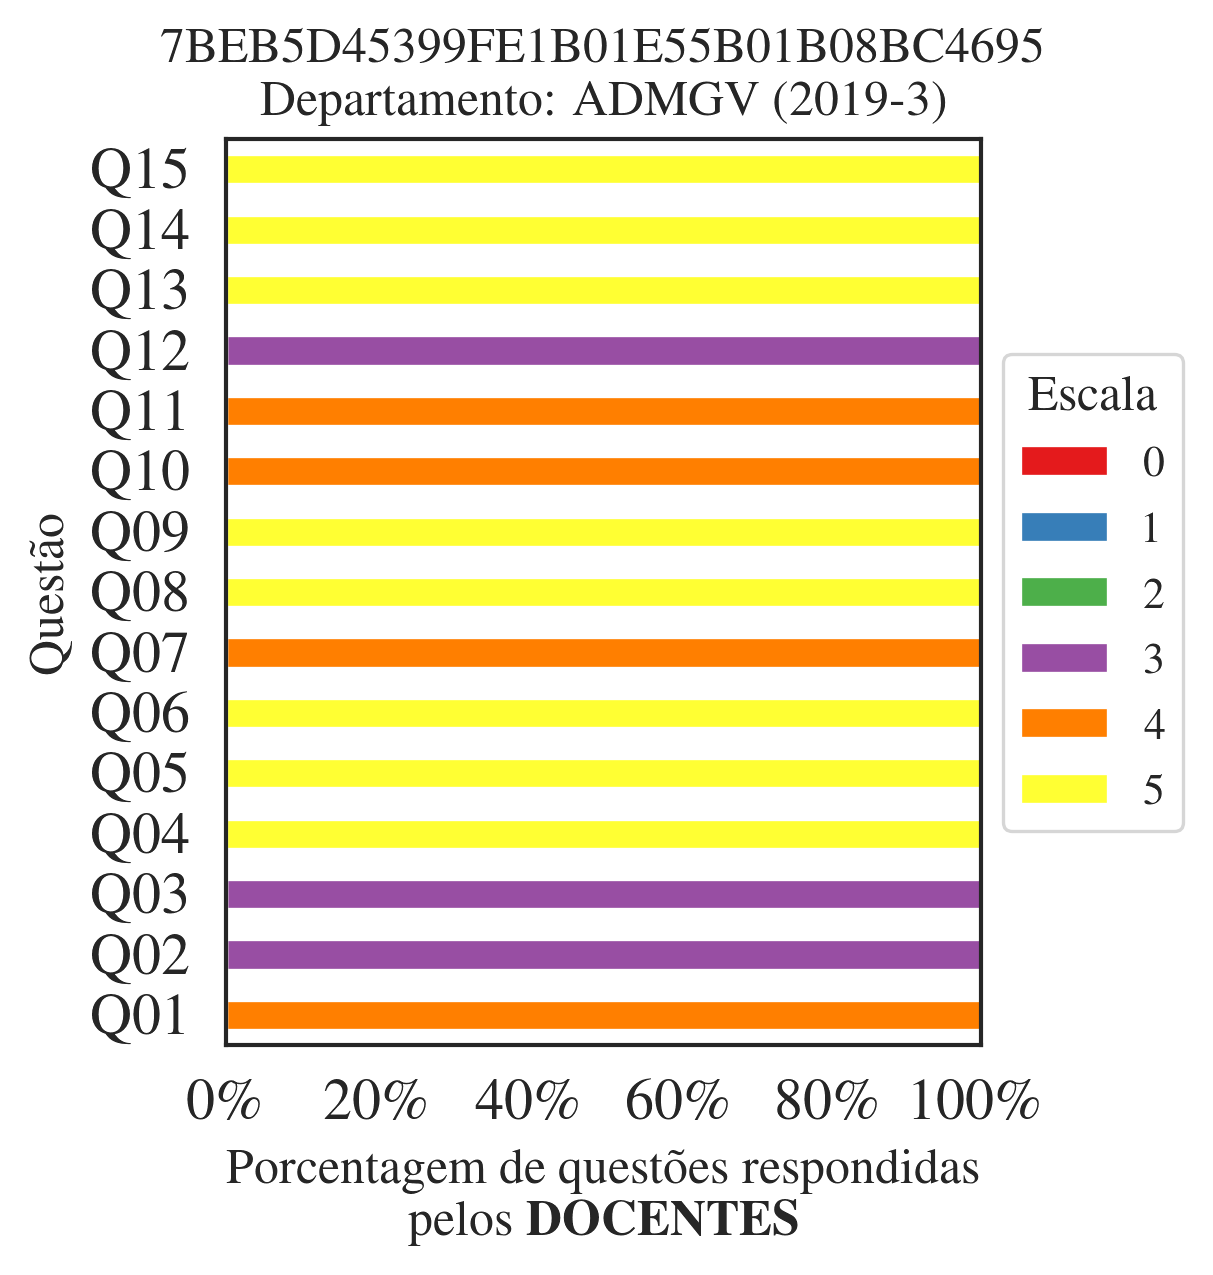 7BEB5D45399FE1B01E55B01B08BC4695
Departamento: ADMGV (2019-3)
Questão
Q15
Q14
Q13
Q12
Q11
Q10
Q09
Q08
Q07
Q06
Q05
Q04
Q03
Q02
Q01
0% 20% 40% 60% 80% 100%
Porcentagem de questões respondidas
pelos DOCENTES
Escala
0
1
2
3
4
5